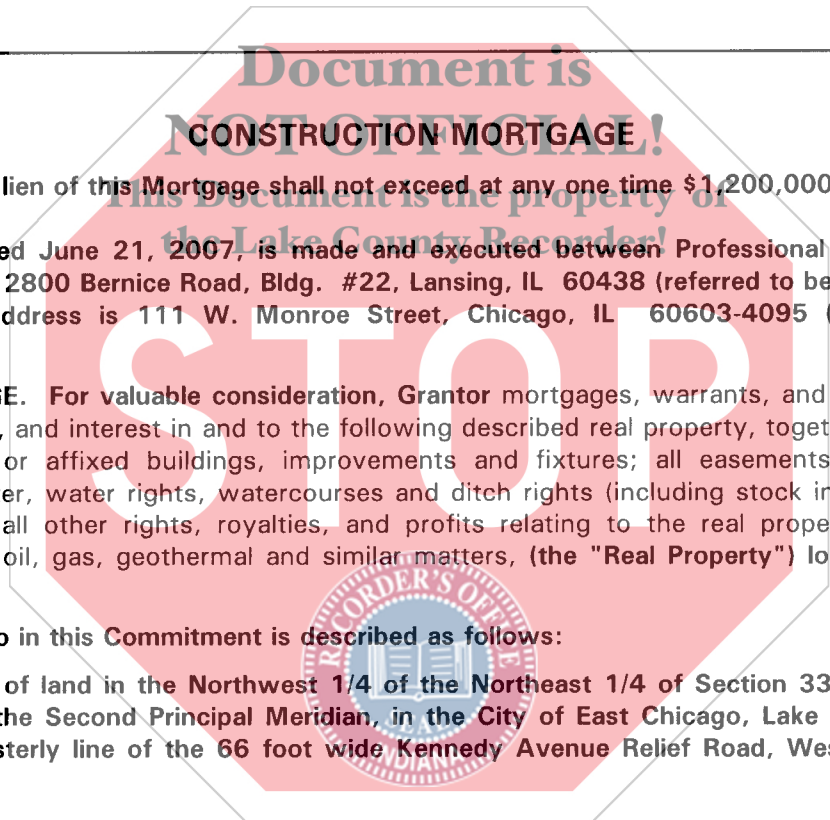 Document is
NOT OFFICIAL!
CONSTRUCTION MORTGAGE
lien of this Mortgage shall not exceed at any one time $1,200,000
This Document is the property of
the Lake County Recorder!
ed June 21, 2007, is made and executed between Professional
2800 Bernice Road, Bldg. #22, Lansing, IL 60438 (referred to be
ddress is 111 W. Monroe Street, Chicago, IL 60603-4095 (
STOP
GE. For valuable consideration, Grantor mortgages, warrants, and
, and interest in and to the following described real property, toget
or affixed buildings, improvements and fixtures; all easements
er, water rights, watercourses and ditch rights (including stock in
all other rights, royalties, and profits relating to the real prope
oil, gas, geothermal and similar matters, (the "Real Property") lo
RECORDER'S OFFICE
o in this Commitment is described as follows:
of land in the Northwest 1/4 of the Northeast 1/4 of Section 33
the Second Principal Meridian, in the City of East Chicago, Lake
SEAL
sterly line of the 66 foot wide Kennedy Avenue Relief Road, Wes
INDIANA